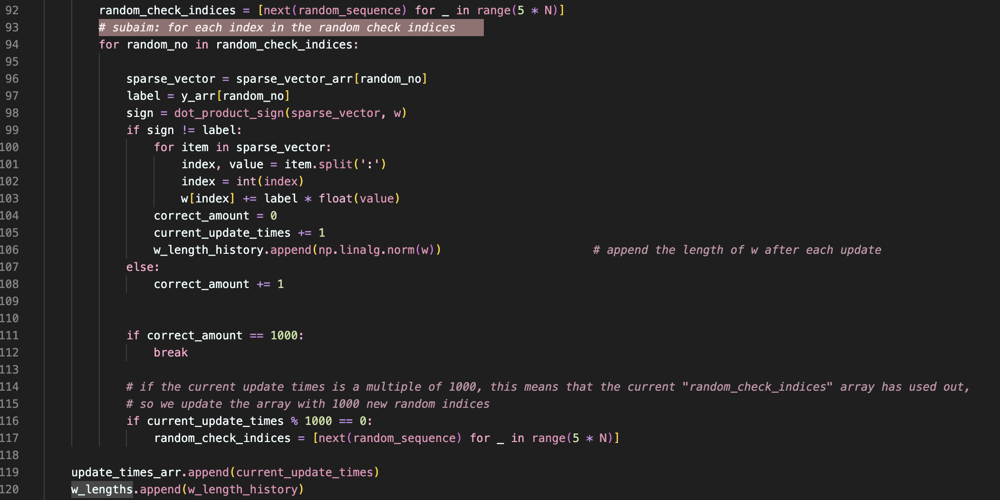 92 random_check_indices = [next(random_sequence) for _ in range(5 * N)]
93 # subaim: for each index in the random check indices
94 for random_no in random_check_indices:
95
96 sparse_vector = sparse_vector_arr[random_no]
97 label = y_arr[random_no]
98 sign = dot_product_sign(sparse_vector, w)
99 if sign != label:
100 for item in sparse_vector:
101 index, value = item.split(':')
102 index = int(index)
103 w[index] += label * float(value)
104 correct_amount = 0
105 current_update_times += 1
106 w_length_history.append(np.linalg.norm(w)) # append the length of w after each update
107 else:
108 correct_amount += 1
109
110
111 if correct_amount == 1000:
112 break
113
114 # if the current update times is a multiple of 1000, this means that the current "random_check_indices" array has used out,
115 # so we update the array with 1000 new random indices
116 if current_update_times % 1000 == 0:
117 random_check_indices = [next(random_sequence) for _ in range(5 * N)]
118
119 update_times_arr.append(current_update_times)
120 w_lengths.append(w_length_history)